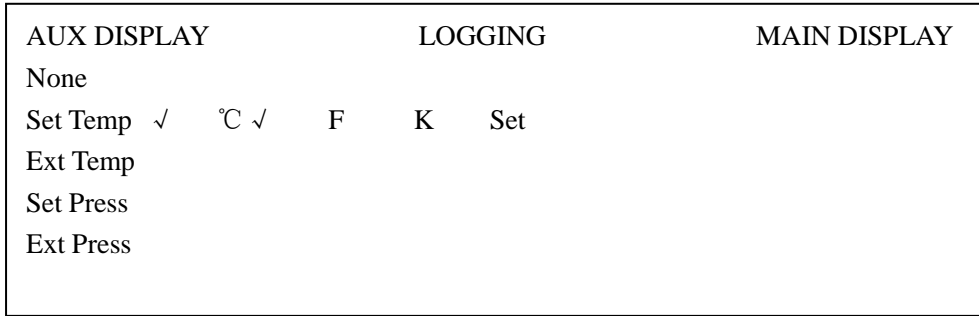 AUX DISPLAY LOGGING MAIN DISPLAY
None
Set Temp √ ℃ √ F K Set
Ext Temp
Set Press
Ext Press